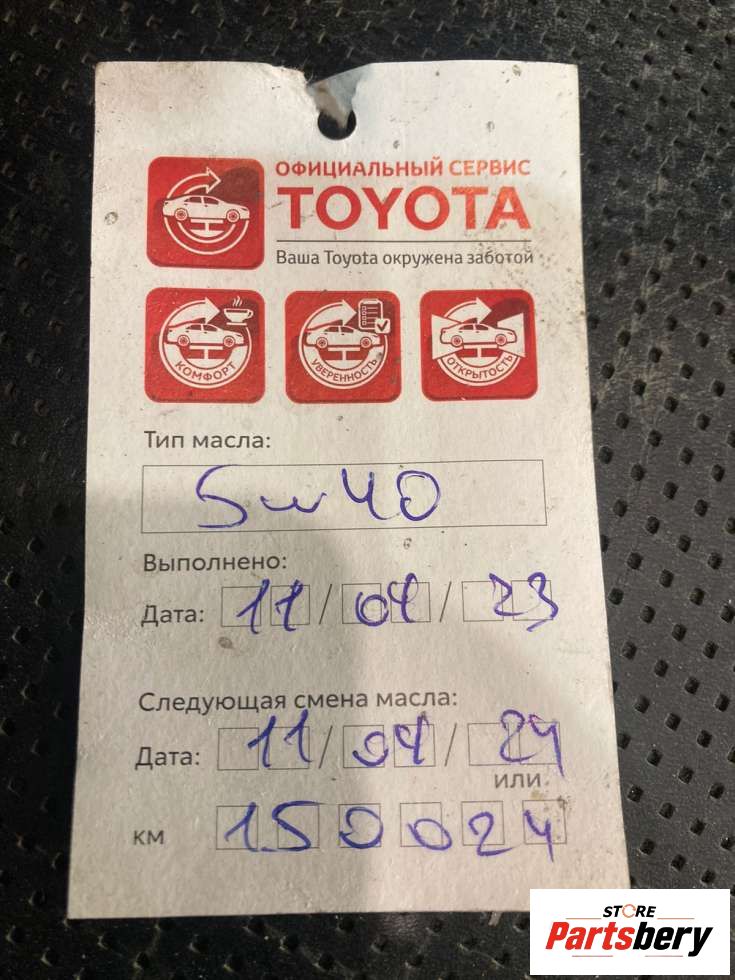 ОФИЦИАЛЬНЫЙ СЕРВИС
TOYOTA
Ваша Toyota окружена заботой
КОМФОРТ
УВЕРЕННОСТЬ
ОТКРЫТОСТЬ
Тип масла:
5w40
Выполнено:
Дата: 11/04/23
Следующая смена масла:
Дата: 11/04/24
или
км 150024
STORE
Partsbery